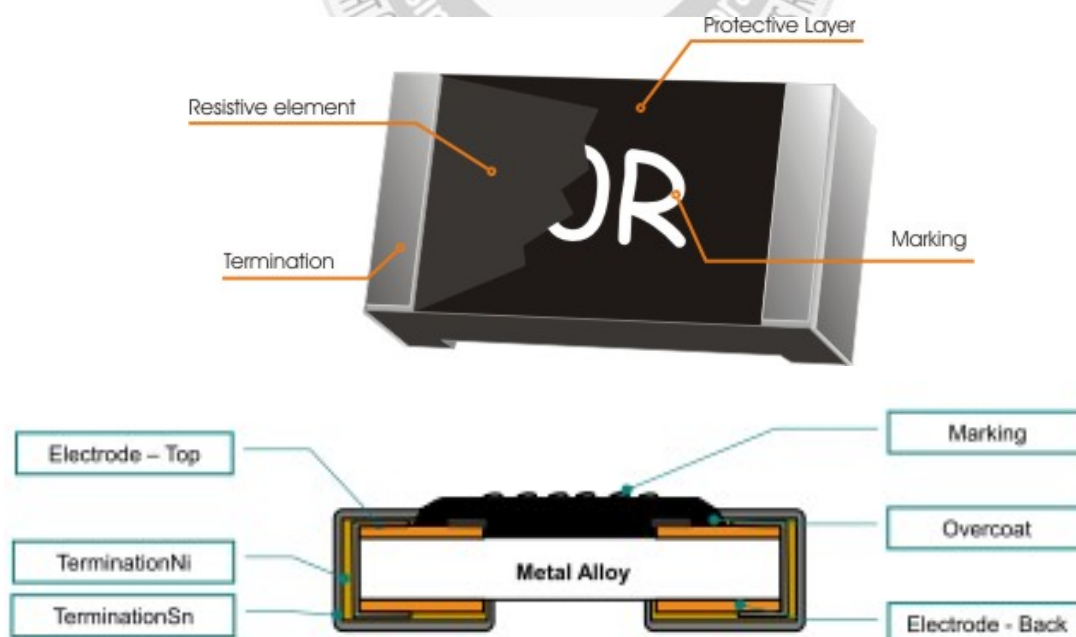 Protective Layer
Resistive element
0R
Marking
Termination
Electrode – Top
Marking
Overcoat
TerminationNi
Metal Alloy
TerminationSn
Electrode - Back